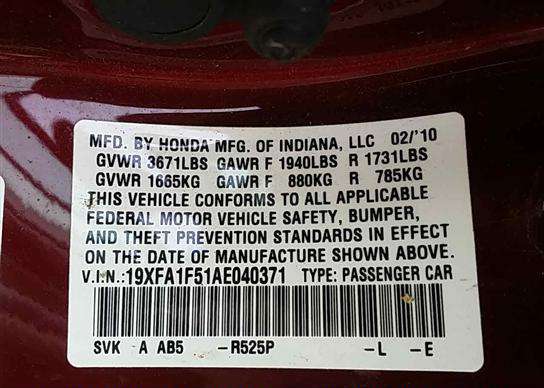 MFD. BY HONDA MFG. OF INDIANA, LLC 02/'10
GVWR 3671LBS GAWR F 1940LBS R 1731LBS
GVWR 1665KG GAWR F 880KG R 785KG
THIS VEHICLE CONFORMS TO ALL APPLICABLE
FEDERAL MOTOR VEHICLE SAFETY, BUMPER,
AND THEFT PREVENTION STANDARDS IN EFFECT
ON THE DATE OF MANUFACTURE SHOWN ABOVE.
V.I.N.:19XFA1F51AE040371 TYPE: PASSENGER CAR
SVK A AB5 -R525P -L -E